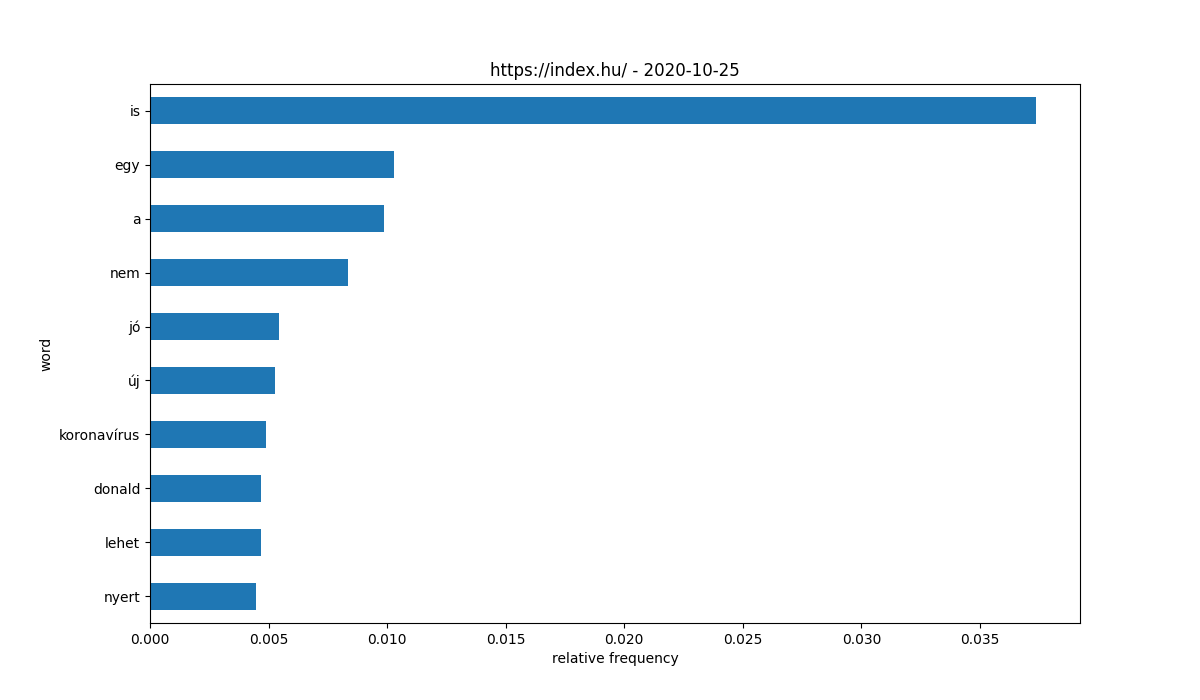 https://index.hu/ - 2020-10-25
is
egy
a
nem
jó
új
koronavírus
donald
lehet
nyert
word
0.000 0.005 0.010 0.015 0.020 0.025 0.030 0.035
relative frequency